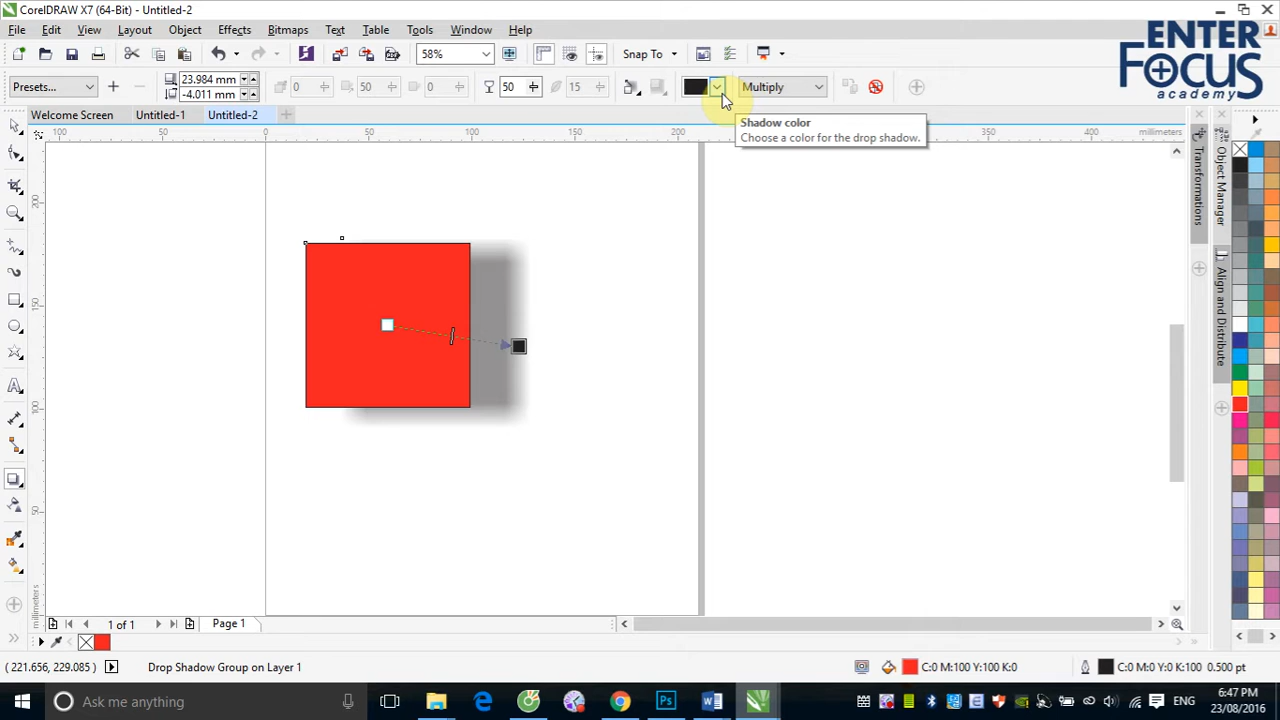 CorelDRAW X7 (64-Bit) - Untitled-2
File Edit View Layout Object Effects Bitmaps Text Table Tools Window Help
ENTER
FOCUS
academy
58% Snap To
Presets... 23.984 mm -4.011 mm 0 50 0 50 15 Multiply
Shadow color
Choose a color for the drop shadow.
Welcome Screen Untitled-1 Untitled-2
100 50 0 50 100 150 200 350 400 millimeters
200
150
100
50
millimeters
Transformations
Object Manager
Align and Distribute
1 of 1 Page 1
(221.656, 229.085) Drop Shadow Group on Layer 1 C:0 M:100 Y:100 K:0 C:0 M:0 Y:0 K:100 0.500 pt
Ask me anything ENG 6:47 PM
23/08/2016